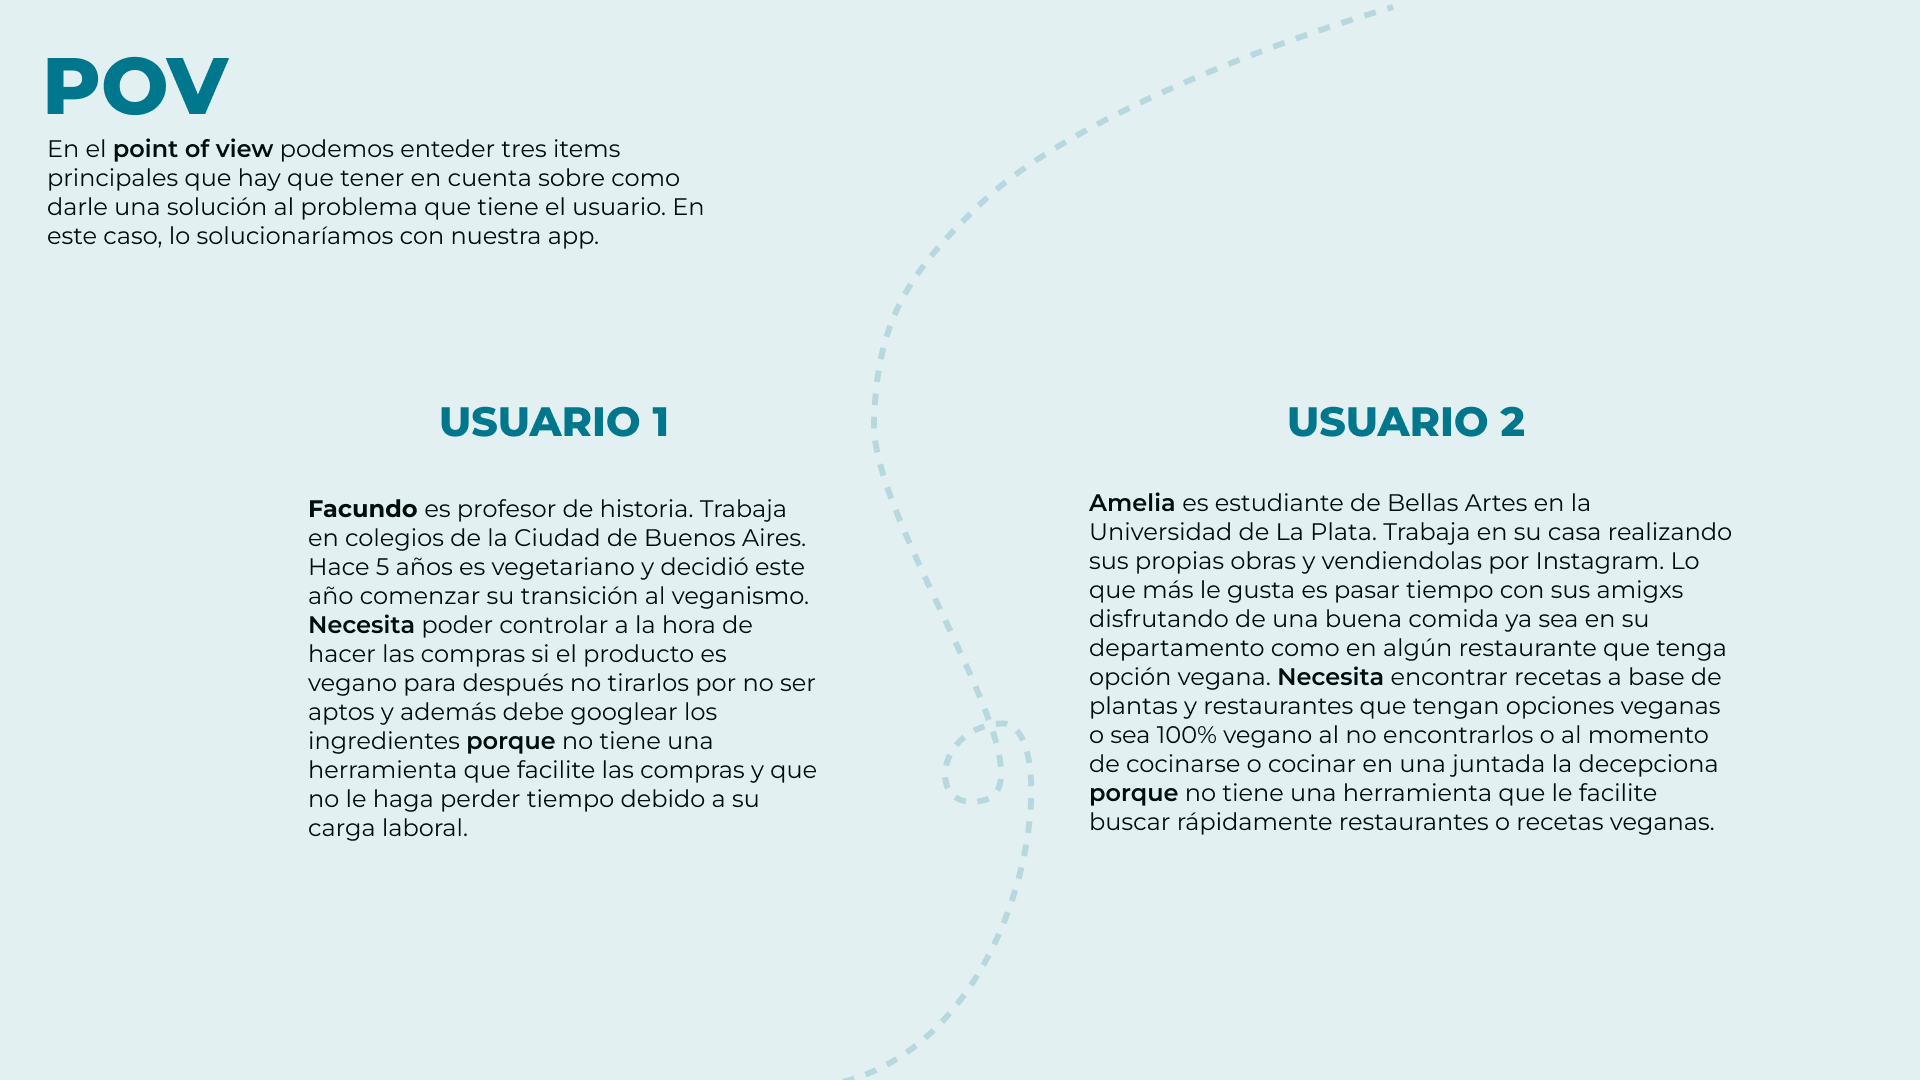 POV
En el point of view podemos enteder tres items
principales que hay que tener en cuenta sobre como
darle una solución al problema que tiene el usuario. En
este caso, lo solucionaríamos con nuestra app.
USUARIO 1
Facundo es profesor de historia. Trabaja
en colegios de la Ciudad de Buenos Aires.
Hace 5 años es vegetariano y decidió este
año comenzar su transición al veganismo.
Necesita poder controlar a la hora de
hacer las compras si el producto es
vegano para después no tirarlos por no ser
aptos y además debe googlear los
ingredientes porque no tiene una
herramienta que facilite las compras y que
no le haga perder tiempo debido a su
carga laboral.
USUARIO 2
Amelia es estudiante de Bellas Artes en la
Universidad de La Plata. Trabaja en su casa realizando
sus propias obras y vendiendolas por Instagram. Lo
que más le gusta es pasar tiempo con sus amigxs
disfrutando de una buena comida ya sea en su
departamento como en algún restaurante que tenga
opción vegana. Necesita encontrar recetas a base de
plantas y restaurantes que tengan opciones veganas
o sea 100% vegano al no encontrarlos o al momento
de cocinarse o cocinar en una juntada la decepciona
porque no tiene una herramienta que le facilite
buscar rápidamente restaurantes o recetas veganas.